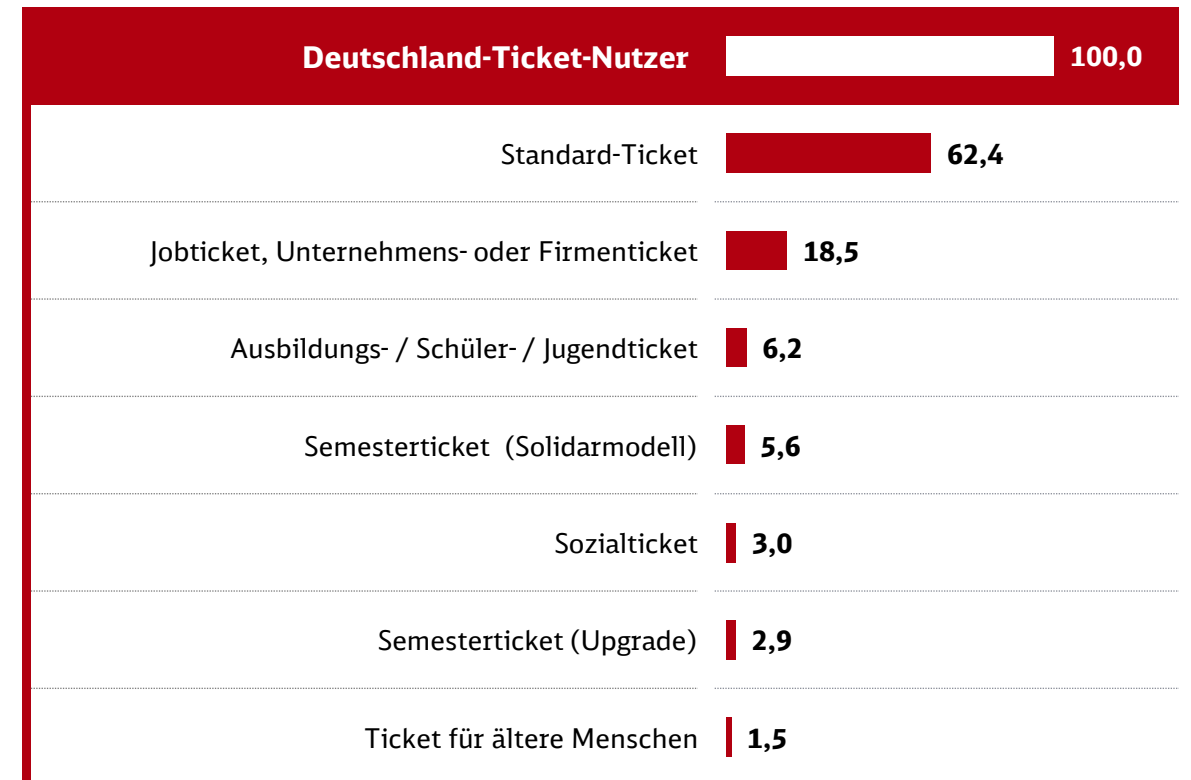 Deutschland-Ticket-Nutzer 100,0
Standard-Ticket 62,4
Jobticket, Unternehmens- oder Firmenticket 18,5
Ausbildungs- / Schüler- / Jugendticket 6,2
Semesterticket (Solidarmodell) 5,6
Sozialticket 3,0
Semesterticket (Upgrade) 2,9
Ticket für ältere Menschen 1,5